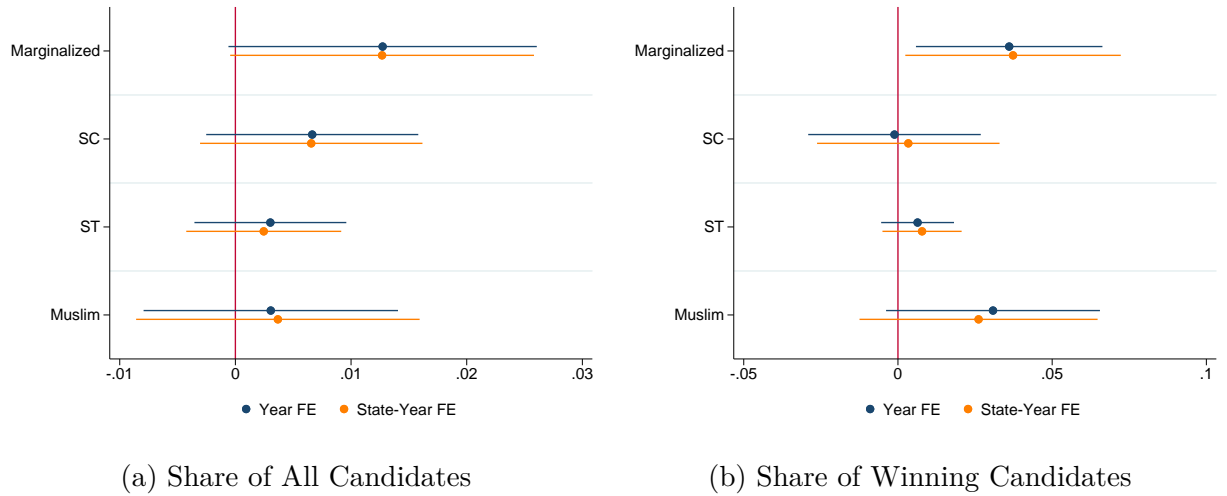 Marginalized
SC
ST
Muslim
-.01 0 .01 .02 .03
Year FE State-Year FE
(a) Share of All Candidates
Marginalized
SC
ST
Muslim
-.05 0 .05 .1
Year FE State-Year FE
(b) Share of Winning Candidates